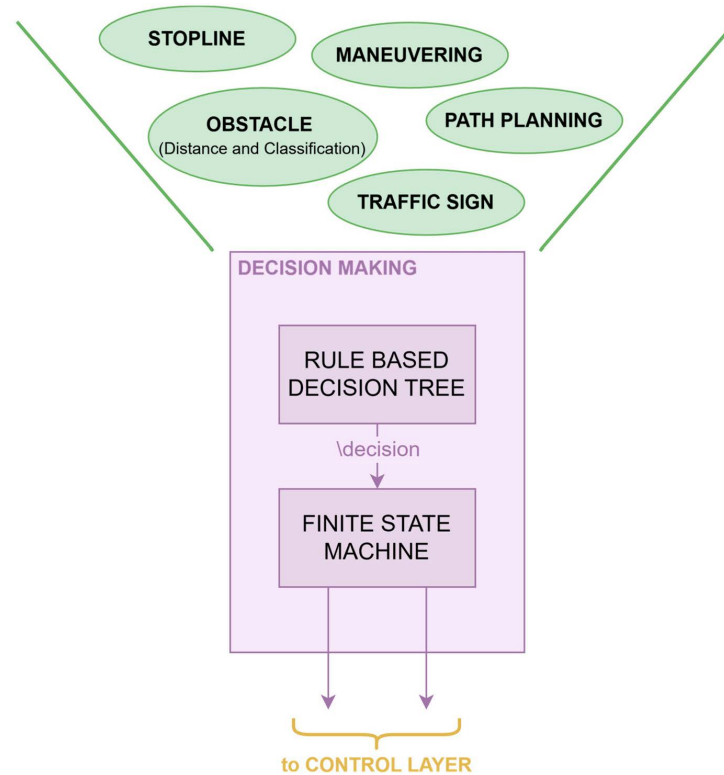 STOPLINE
MANEUVERING
OBSTACLE
(Distance and Classification)
PATH PLANNING
TRAFFIC SIGN
DECISION MAKING
RULE BASED
DECISION TREE
\decision
FINITE STATE
MACHINE
to CONTROL LAYER